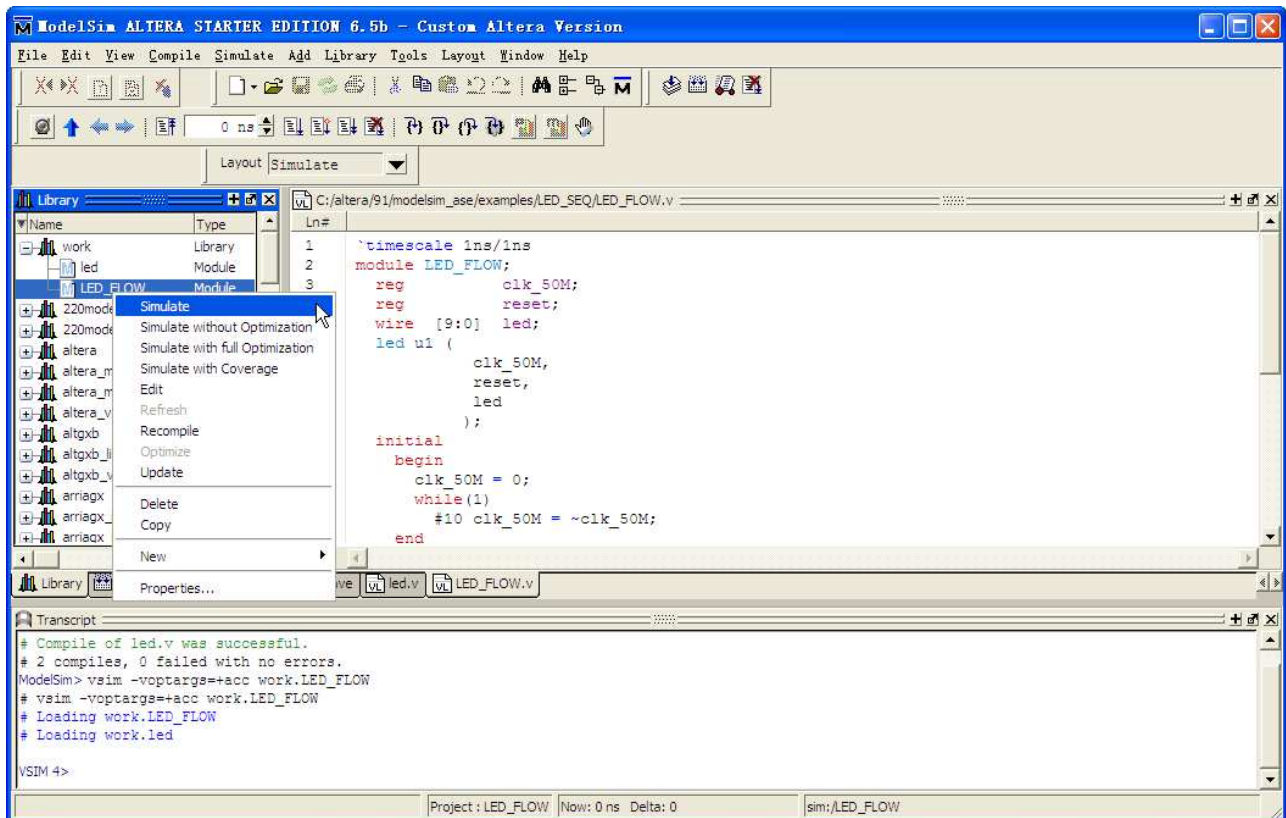 ModelSim ALTERA STARTER EDITION 6.5b - Custom Altera Version
File Edit View Compile Simulate Add Library Tools Layout Window Help
0 ns
Layout Simulate
Library
C:/altera/91/modelsim_ase/examples/LED_SEQ/LED_FLOW.v
Name Type
Ln#
work Library
led Module
LED_FLOW Module
220mode
220mode
altera
altera_m
altera_m
altera_v
altgxb
altgxb_li
altgxb_v
arriagx
arriagx_
arriagx
Simulate
Simulate without Optimization
Simulate with full Optimization
Simulate with Coverage
Edit
Refresh
Recompile
Optimize
Update
Delete
Copy
New
Properties...
1 `timescale 1ns/1ns
2 module LED_FLOW;
3 reg clk_50M;
reg reset;
wire [9:0] led;
led u1 (
clk_50M,
reset,
led
);
initial
begin
clk_50M = 0;
while(1)
#10 clk_50M = ~clk_50M;
end
Library ve led.v LED_FLOW.v
Transcript
# Compile of led.v was successful.
# 2 compiles, 0 failed with no errors.
ModelSim> vsim -voptargs=+acc work.LED_FLOW
# vsim -voptargs=+acc work.LED_FLOW
# Loading work.LED_FLOW
# Loading work.led
VSIM 4>
Project : LED_FLOW Now: 0 ns Delta: 0 sim:/LED_FLOW